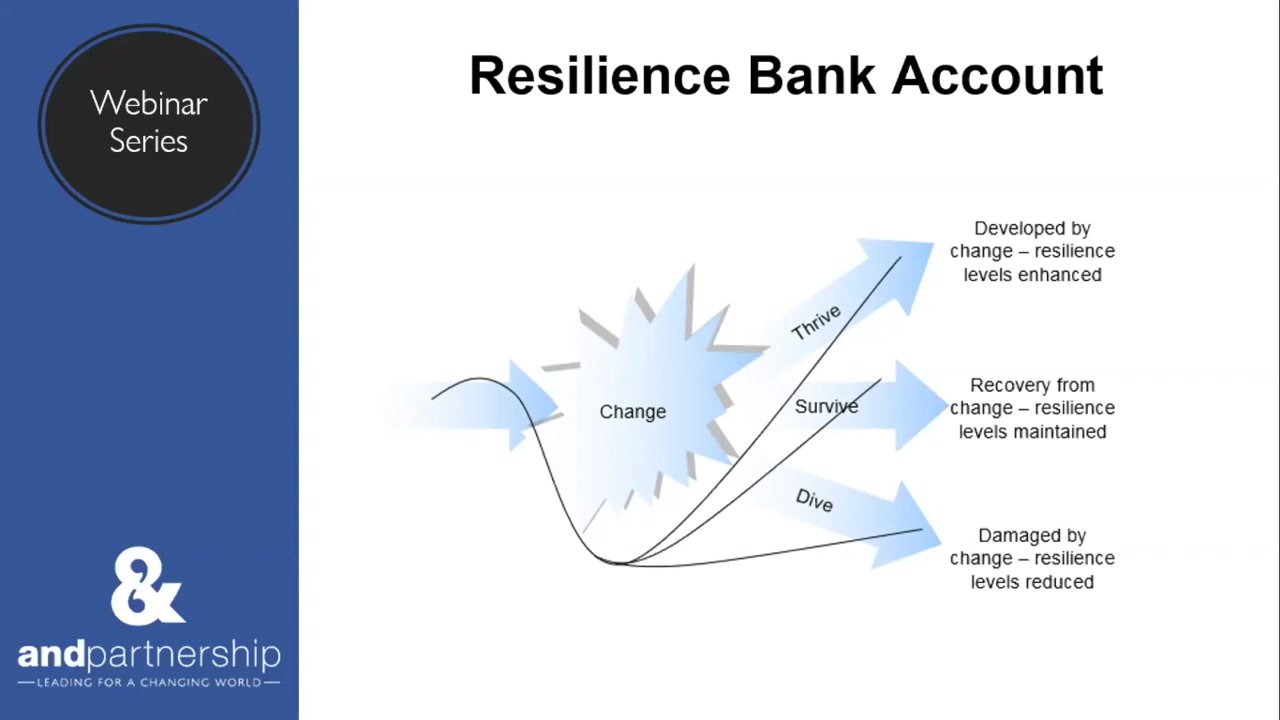 Webinar
Series
Resilience Bank Account
Developed by
change – resilience
levels enhanced
Thrive
Change
Survive
Recovery from
change – resilience
levels maintained
Dive
Damaged by
change – resilience
levels reduced
&
andpartnership
LEADING FOR A CHANGING WORLD